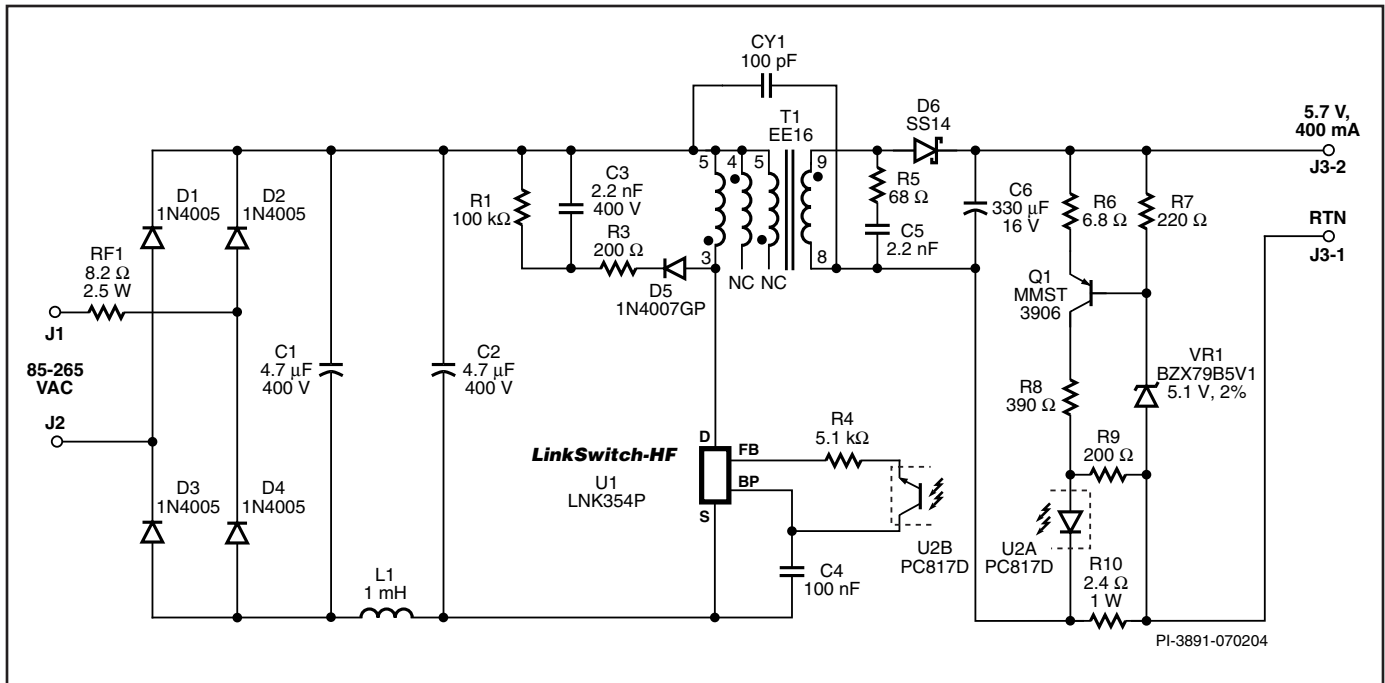 CY1
100 pF
T1
EE16
D6
SS14
5.7 V,
400 mA
J3-2
5
4
5
9
D1
1N4005
D2
1N4005
R1
100 kΩ
C3
2.2 nF
400 V
R3
200 Ω
R5
68 Ω
C5
2.2 nF
C6
330 μF
16 V
R6
6.8 Ω
R7
220 Ω
RTN
J3-1
RF1
8.2 Ω
2.5 W
3
8
NC NC
D5
1N4007GP
Q1
MMST
3906
J1
85-265
VAC
J2
C1
4.7 μF
400 V
C2
4.7 μF
400 V
VR1
BZX79B5V1
5.1 V, 2%
R8
390 Ω
LinkSwitch-HF
U1
LNK354P
D
FB
BP
S
R4
5.1 kΩ
R9
200 Ω
D3
1N4005
D4
1N4005
U2B
PC817D
U2A
PC817D
R10
2.4 Ω
1 W
L1
1 mH
C4
100 nF
PI-3891-070204